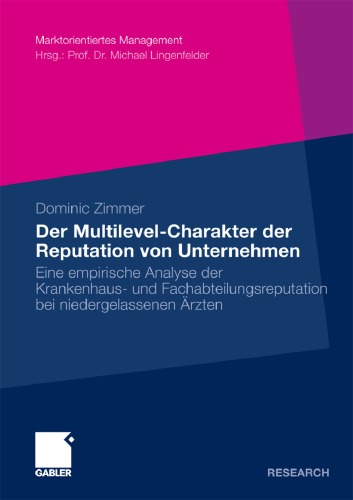 Marktorientiertes Management
Hrsg.: Prof. Dr. Michael Lingenfelder
Dominic Zimmer
Der Multilevel-Charakter der
Reputation von Unternehmen
Eine empirische Analyse der
Krankenhaus- und Fachabteilungsreputation
bei niedergelassenen Ärzten
GABLER
RESEARCH